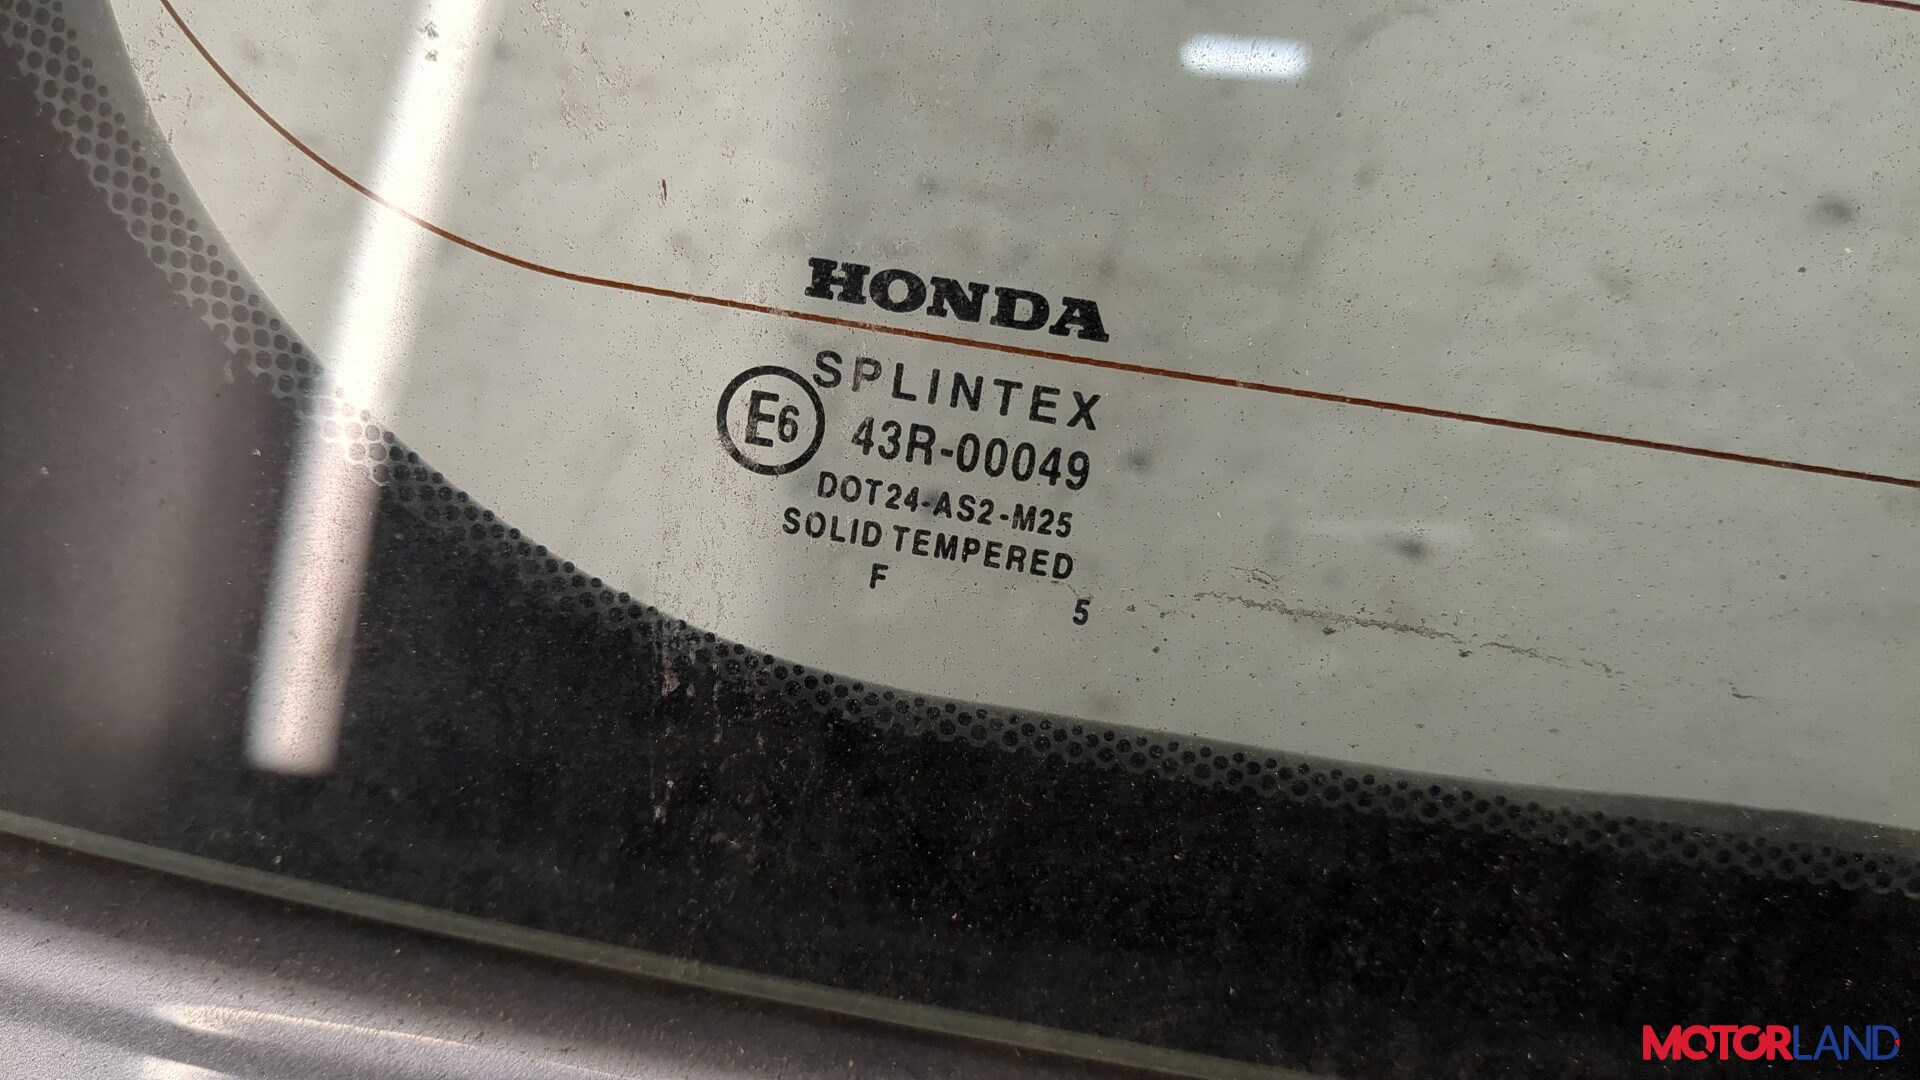 HONDA
SPLINTEX
E6 43R-00049
DOT24-AS2-M25
SOLID TEMPERED
F
5
MOTORLAND